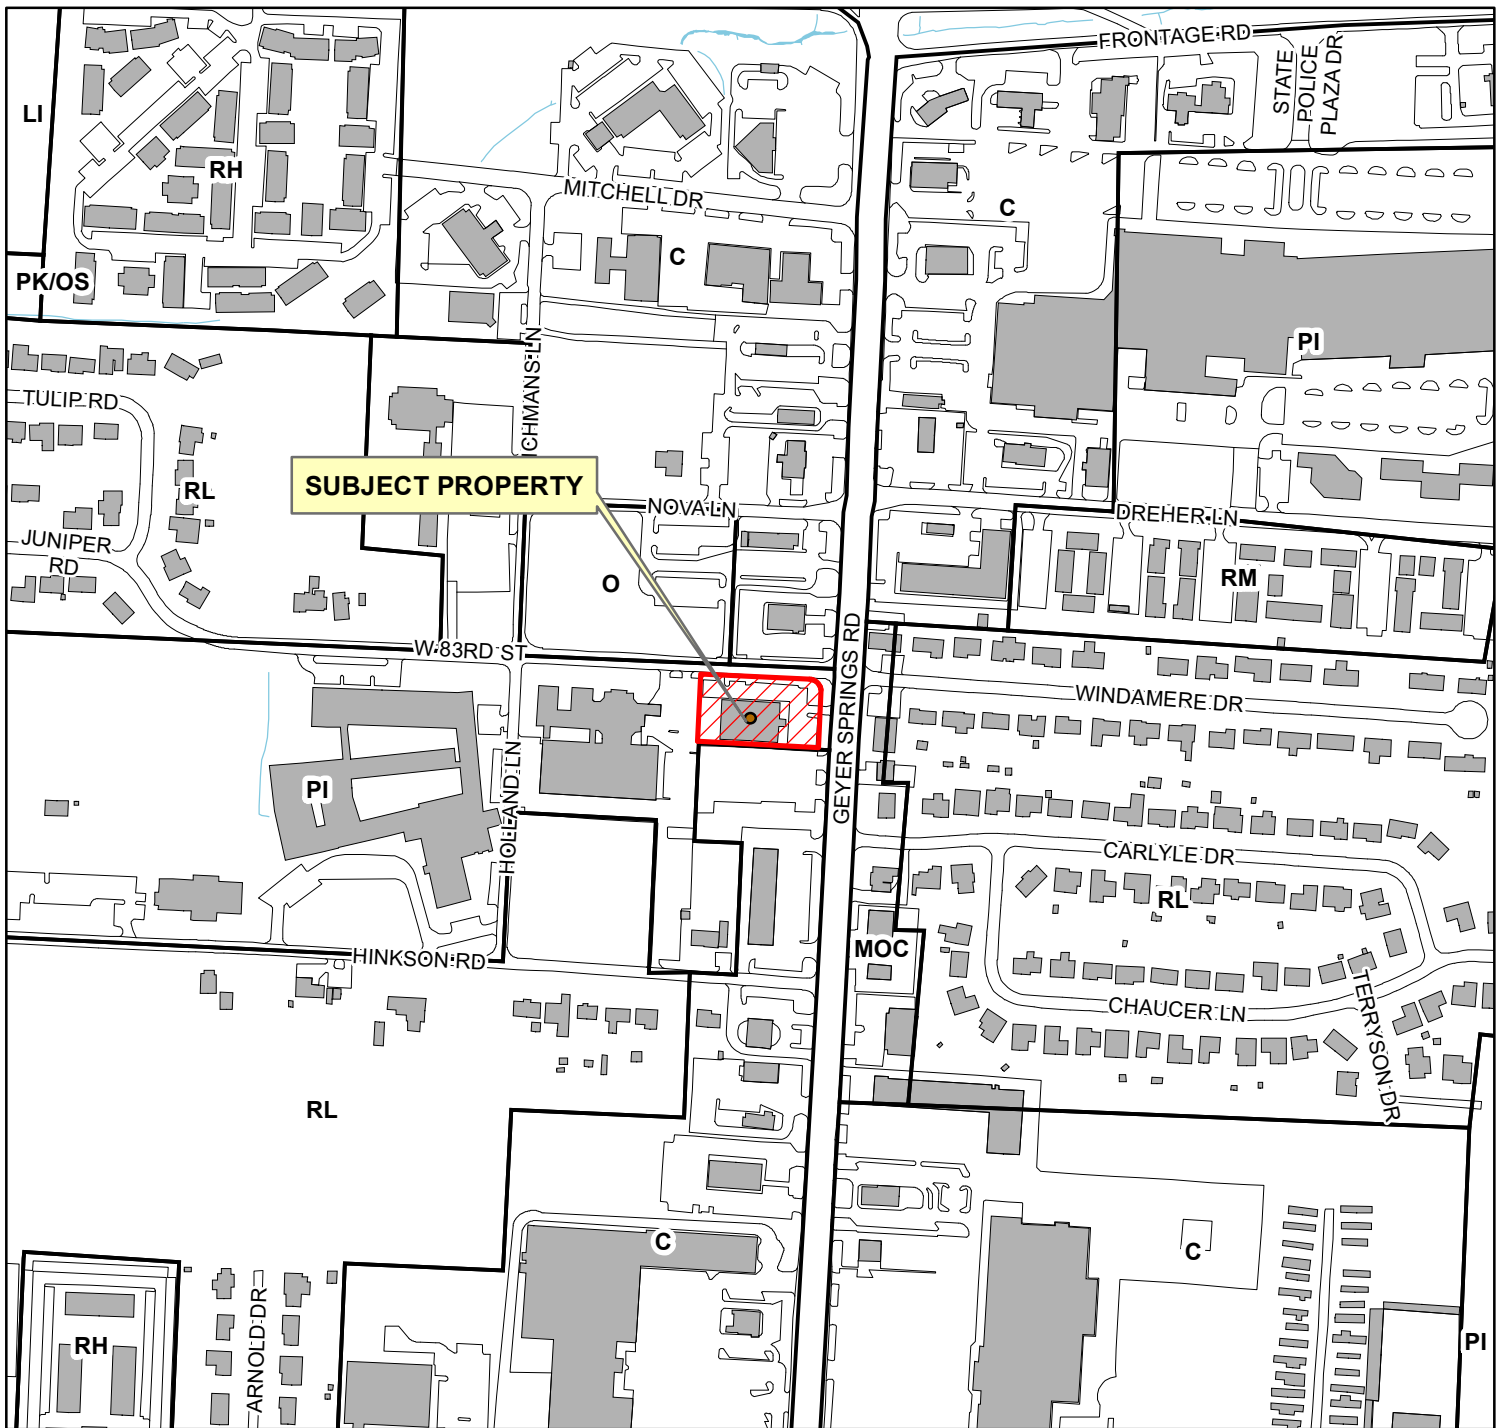 FRONTAGE RD
STATE
POLICE
PLAZA DR
LI
RH
MITCHELL DR
C
C
PK/OS
PI
CHMANS LN
TULIP RD
SUBJECT PROPERTY
RL
NOVA LN
DREHER LN
JUNIPER
RD
O
RM
W 83RD ST
GEYER SPRINGS RD
WINDAMERE DR
PI
HOLLAND LN
CARLYLE DR
RL
MOC
HINKSON RD
CHAUCER LN
TERRYSON DR
RL
C
C
RH
ARNOLD DR
PI